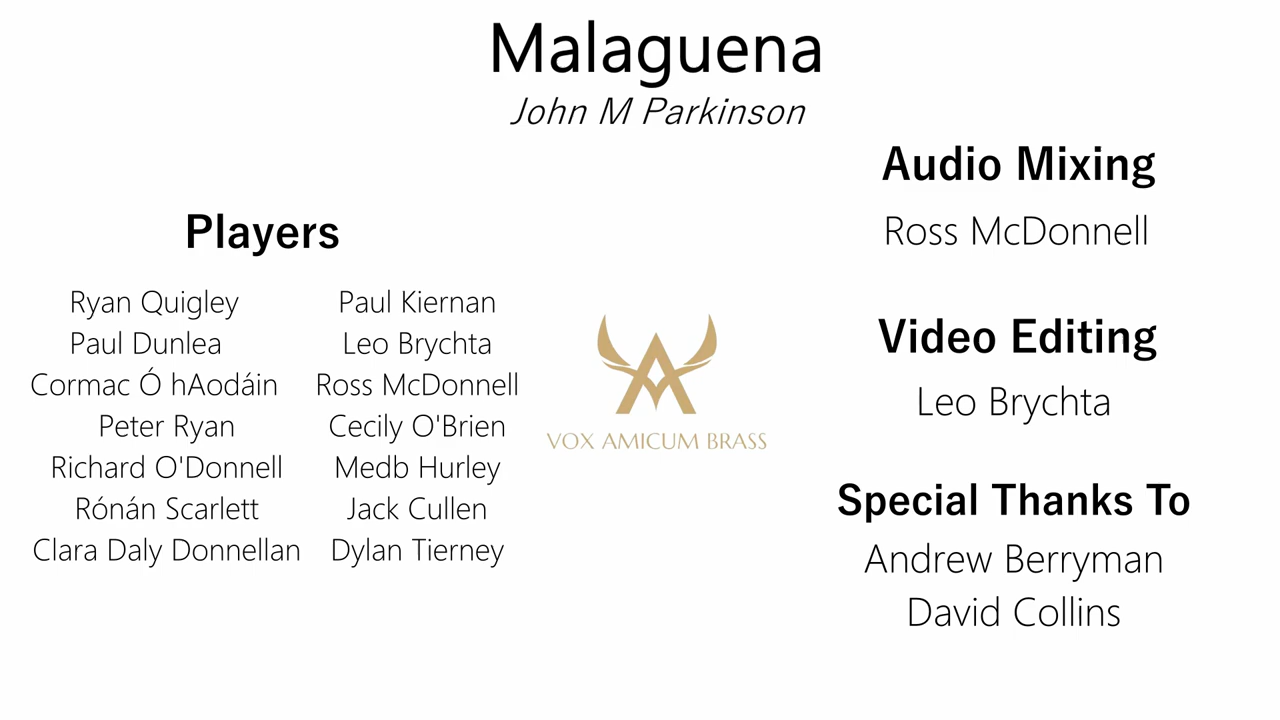 Malaguena
John M Parkinson
Players
Ryan Quigley
Paul Dunlea
Cormac Ó hAodáin
Peter Ryan
Richard O'Donnell
Rónán Scarlett
Clara Daly Donnellan
Paul Kiernan
Leo Brychta
Ross McDonnell
Cecily O'Brien
Medb Hurley
Jack Cullen
Dylan Tierney
VOX AMICUM BRASS
Audio Mixing
Ross McDonnell
Video Editing
Leo Brychta
Special Thanks To
Andrew Berryman
David Collins